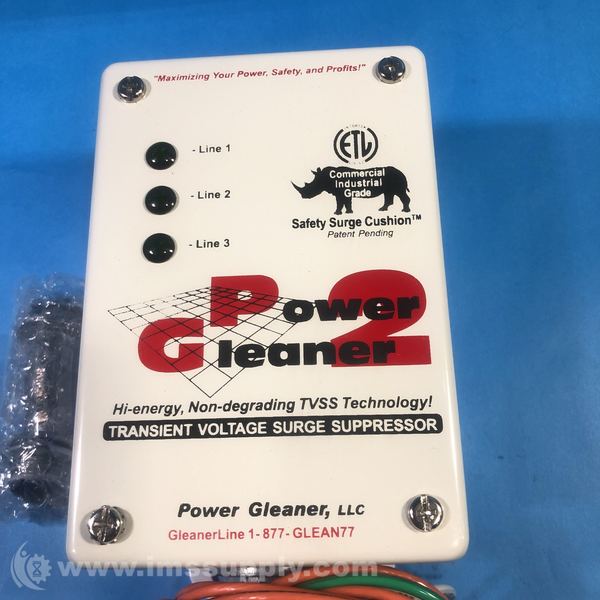 "Maximizing Your Power, Safety, and Profits!"
- Line 1
- Line 2
- Line 3
ETL
Commercial
Industrial
Grade
Safety Surge Cushion™
Patent Pending
Power
Gleaner 2
Hi-energy, Non-degrading TVSS Technology!
TRANSIENT VOLTAGE SURGE SUPPRESSOR
Power Gleaner, LLC
GleanerLine 1-877-GLEAN77
www.imssupply.com